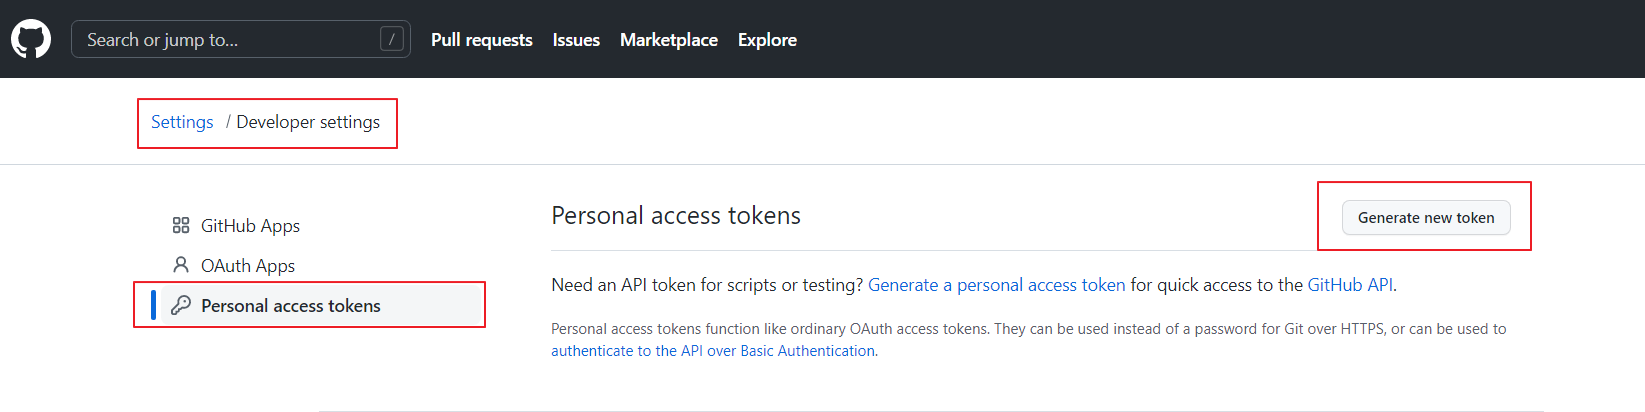 Search or jump to... / Pull requests Issues Marketplace Explore
Settings / Developer settings
GitHub Apps
OAuth Apps
Personal access tokens
Personal access tokens
Generate new token
Need an API token for scripts or testing? Generate a personal access token for quick access to the GitHub API.
Personal access tokens function like ordinary OAuth access tokens. They can be used instead of a password for Git over HTTPS, or can be used to
authenticate to the API over Basic Authentication.